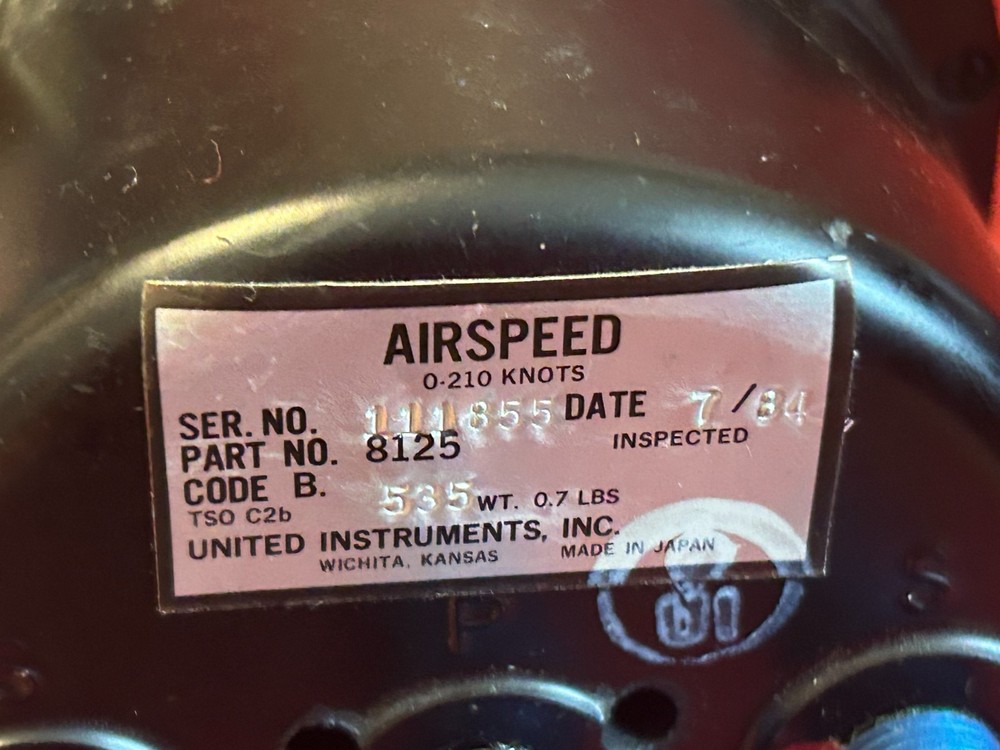 AIRSPEED
0-210 KNOTS
SER. NO. 111855 DATE 7/84
PART NO. 8125 INSPECTED
CODE B. 535 WT. 0.7 LBS
TSO C2b
UNITED INSTRUMENTS, INC.
WICHITA, KANSAS MADE IN JAPAN
P
S